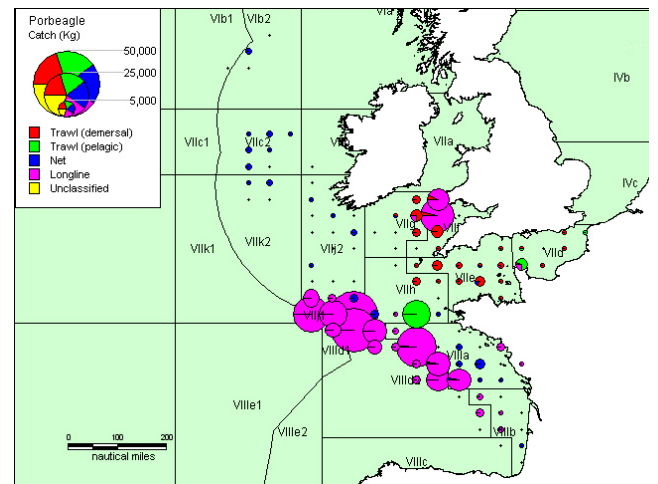 Porbeagle
Catch (Kg)
50,000
25,000
5,000
Trawl (demersal)
Trawl (pelagic)
Net
Longline
Unclassified
VIb1
VIb2
VIa
IVb
VIIc1
VIIc2
VIIa
IVc
VIIg
VIIf
VIIk1
VIIk2
VIIj2
VIId
VIIe
VIIh
VIIj1
VIIId1
VIIIa
VIIId2
VIIIe1
VIIIe2
VIIIb
VIIIc
0 100 200
nautical miles